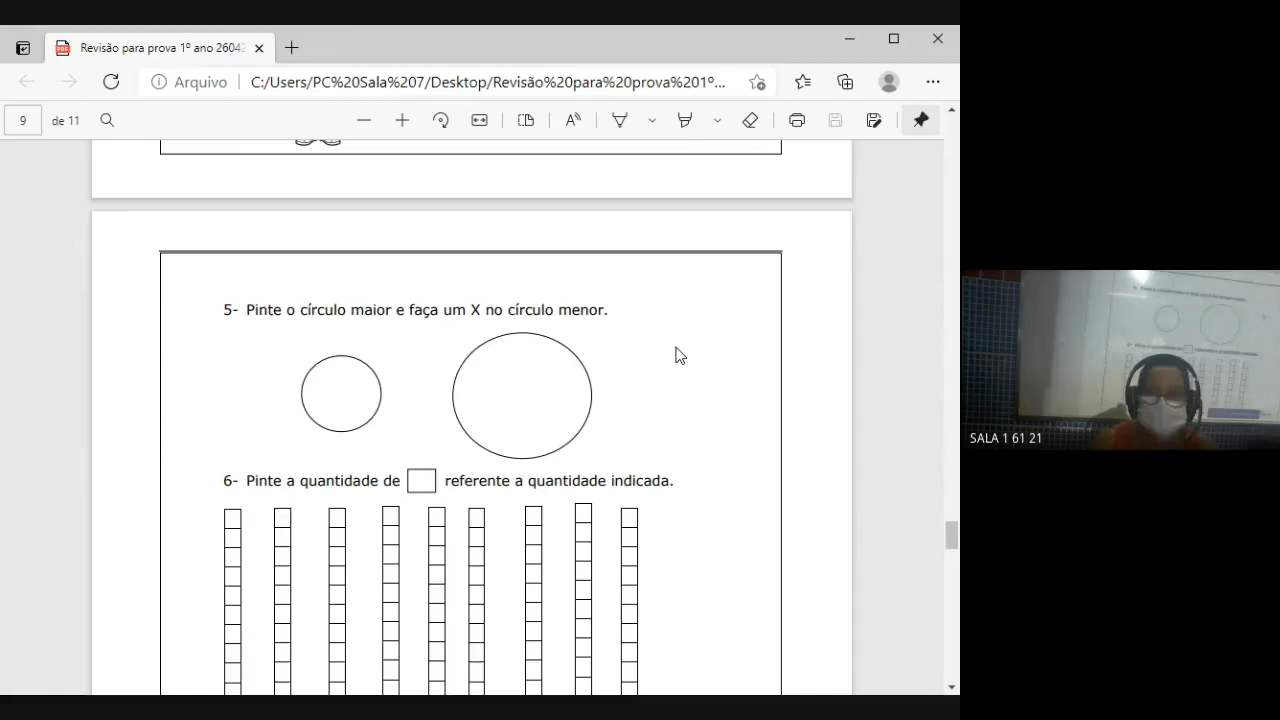 Revisão para prova 1º ano 26042
Arquivo
C:/Users/PC%20Sala%207/Desktop/Revisão%20para%20prova%201º...
9 de 11
5- Pinte o círculo maior e faça um X no círculo menor.
6- Pinte a quantidade de referente a quantidade indicada.
SALA 1 61 21